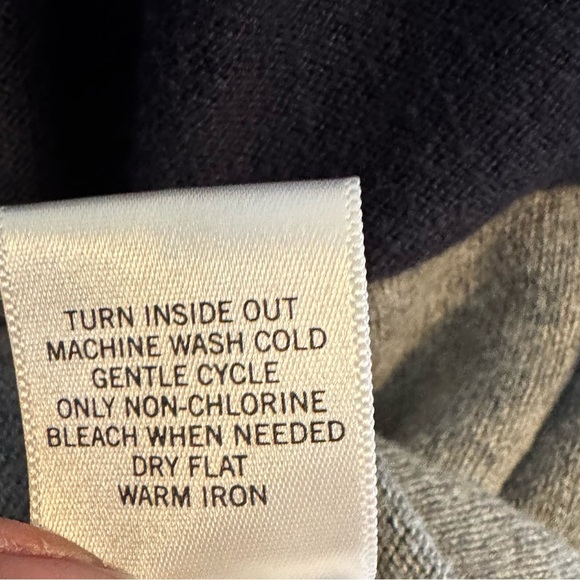 TURN INSIDE OUT
MACHINE WASH COLD
GENTLE CYCLE
ONLY NON-CHLORINE
BLEACH WHEN NEEDED
DRY FLAT
WARM IRON